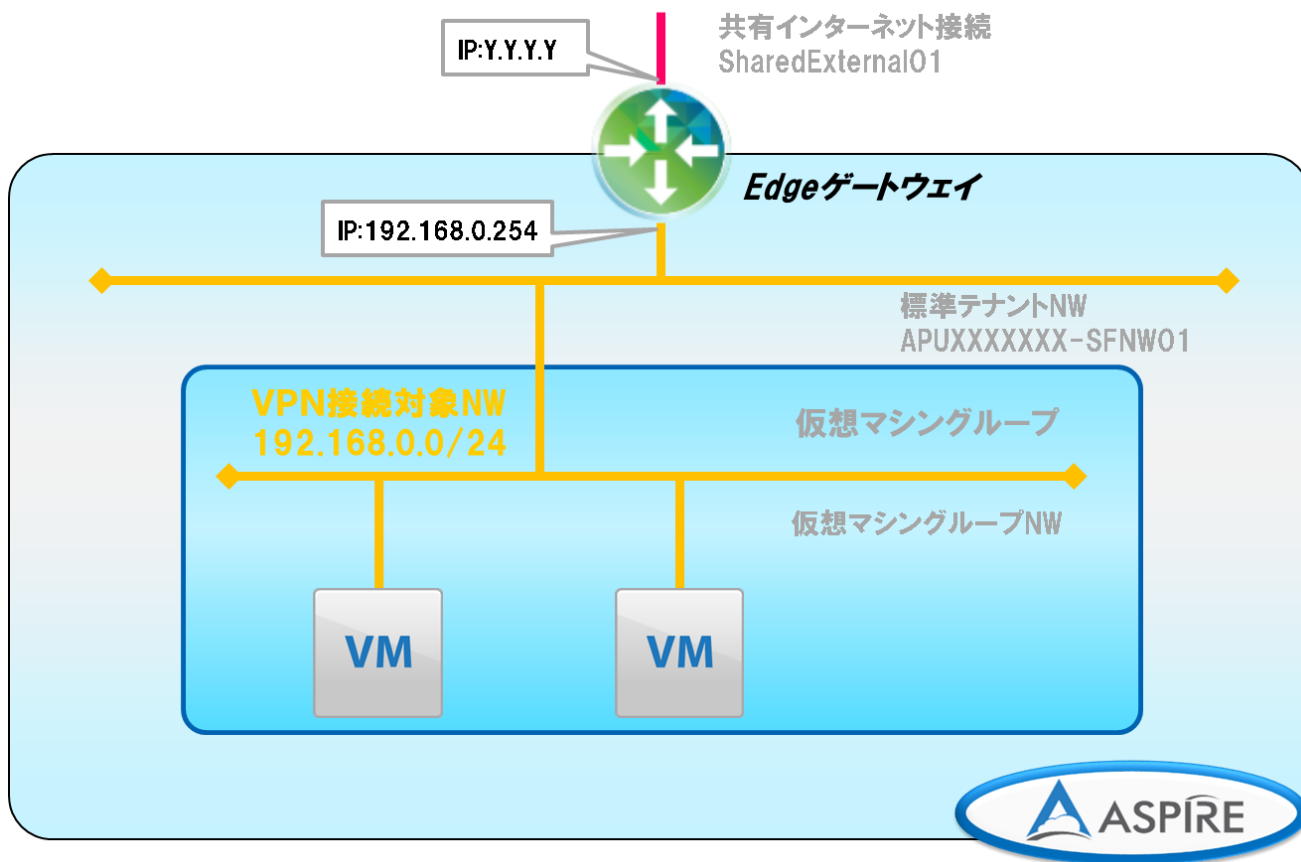 共有インターネット接続
SharedExternal01
IP:Y.Y.Y.Y
Edgeゲートウェイ
IP:192.168.0.254
標準テナントNW
APUXXXXXXX-SFNW01
VPN接続対象NW
192.168.0.0/24
仮想マシングループ
仮想マシングループNW
VM
VM
ASPIRE